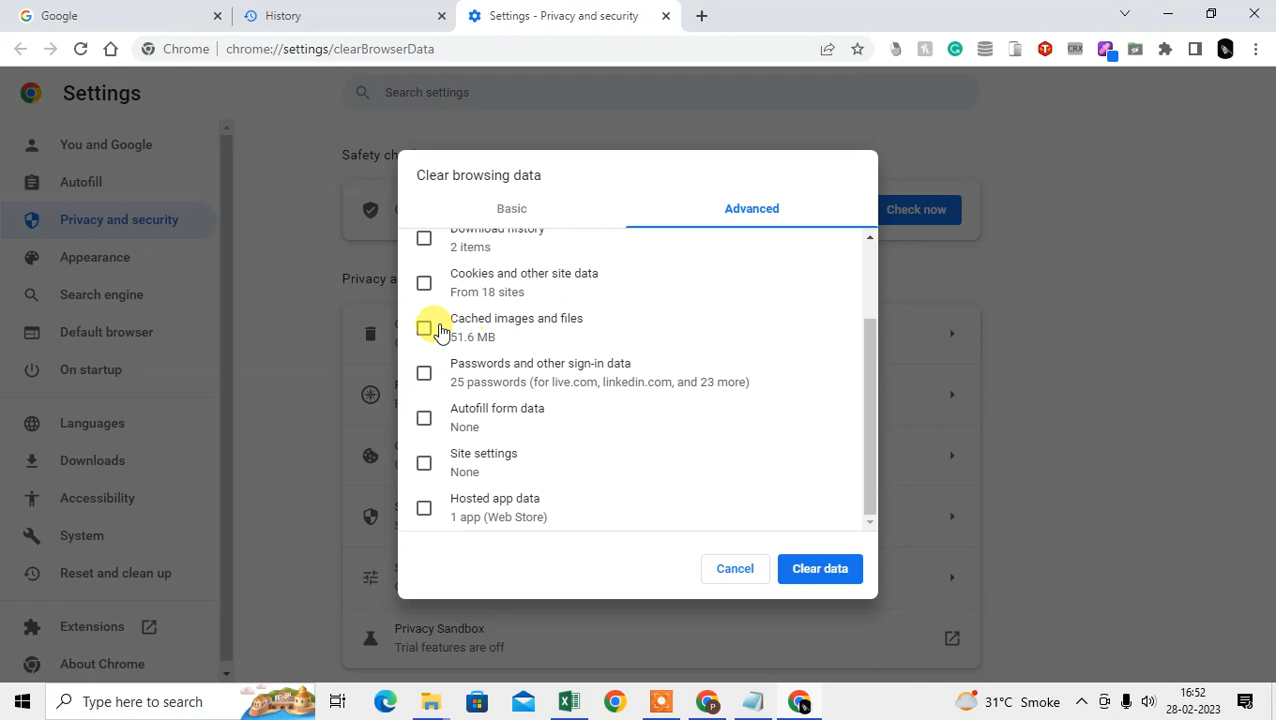 Google
History
Settings - Privacy and security
Chrome
chrome://settings/clearBrowserData
CRX
Settings
Search settings
You and Google
Autofill
Privacy and security
Appearance
Search engine
Default browser
On startup
Languages
Downloads
Accessibility
System
Reset and clean up
Extensions
About Chrome
Safety ch
Check now
Privacy a
Clear browsing data
Basic
Advanced
Download history
2 items
Cookies and other site data
From 18 sites
Cached images and files
51.6 MB
Passwords and other sign-in data
25 passwords (for live.com, linkedin.com, and 23 more)
Autofill form data
None
Site settings
None
Hosted app data
1 app (Web Store)
Cancel
Clear data
Privacy Sandbox
Trial features are off
Type here to search
31°C Smoke
16:52
28-02-2023